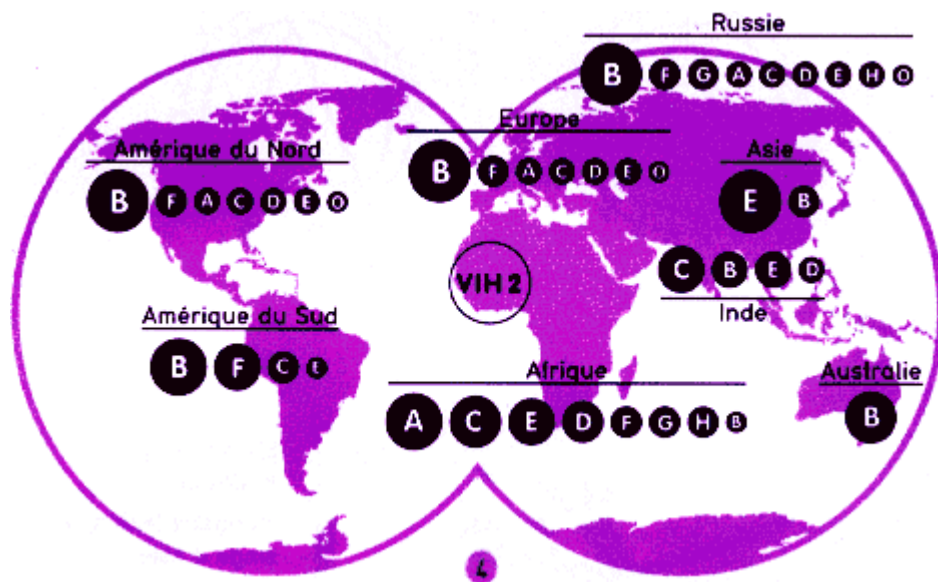 Russie
B F G A C D E H O
Europe
B F A C D E O
Amérique du Nord
B F A C D E O
Asie
E B
VIH 2
C B E D
Inde
Amérique du Sud
B F C E
Afrique
A C E D F G H B
Australie
B
4